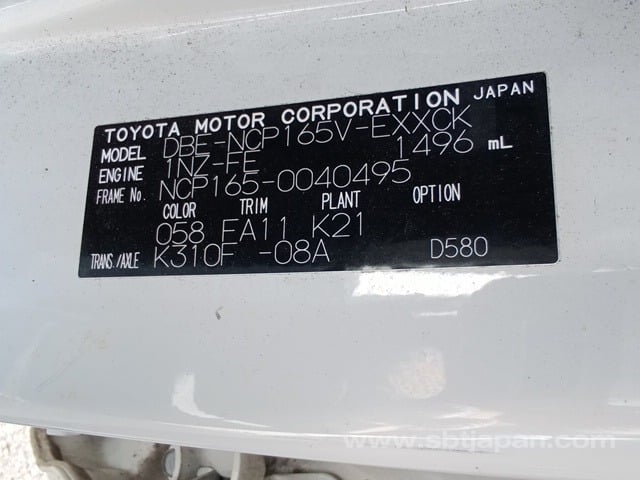 TOYOTA MOTOR CORPORATION JAPAN
MODEL DBE-NCP165V-EXXCK
ENGINE 1NZ-FE 1496 mL
FRAME No. NCP165-0040495
COLOR TRIM PLANT OPTION
058 FA11 K21
TRANS./AXLE K310F -08A D580
www.sbtjapan.com